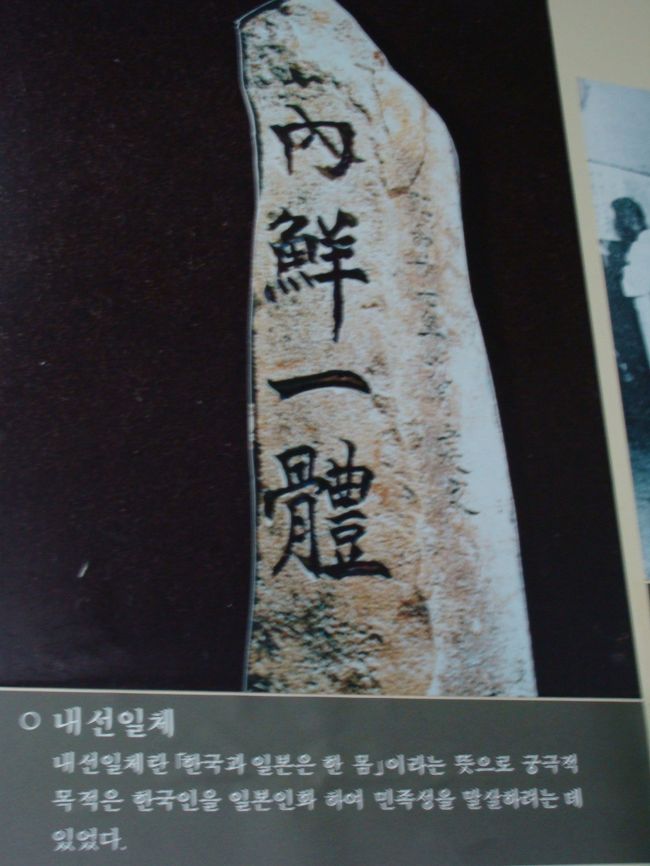 內鮮一體
○ 내선일체
내선일체란 「한국과 일본은 한 몸」이라는 뜻으로 궁극적
목적은 한국인을 일본인화 하여 민족성을 말살하려는 데
있었다.